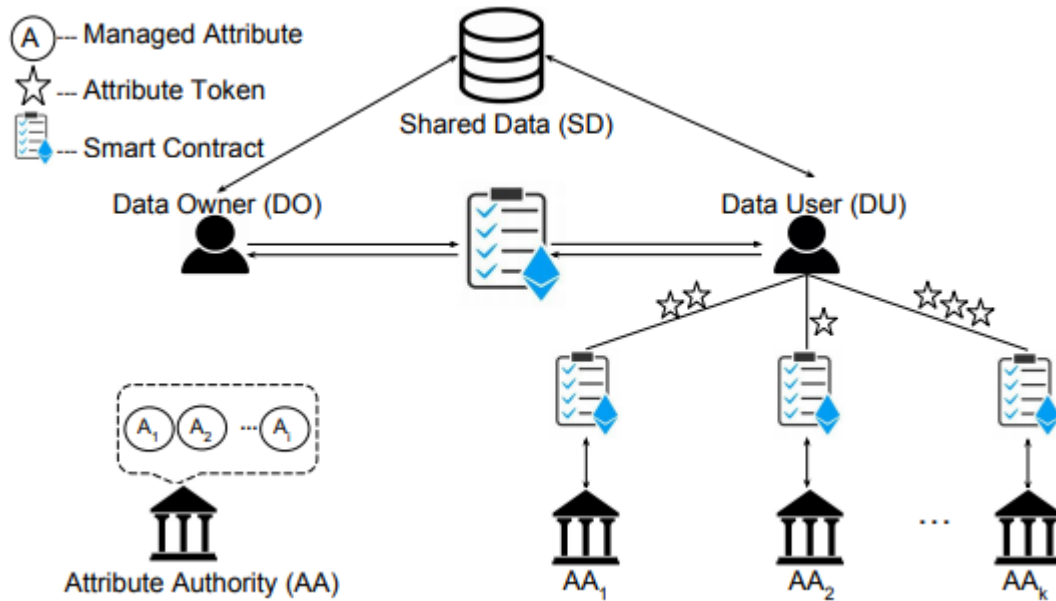 A --- Managed Attribute
--- Attribute Token
--- Smart Contract
Shared Data (SD)
Data Owner (DO)
Data User (DU)
A1 A2 ... Ai
Attribute Authority (AA)
AA1 AA2 ... AAk